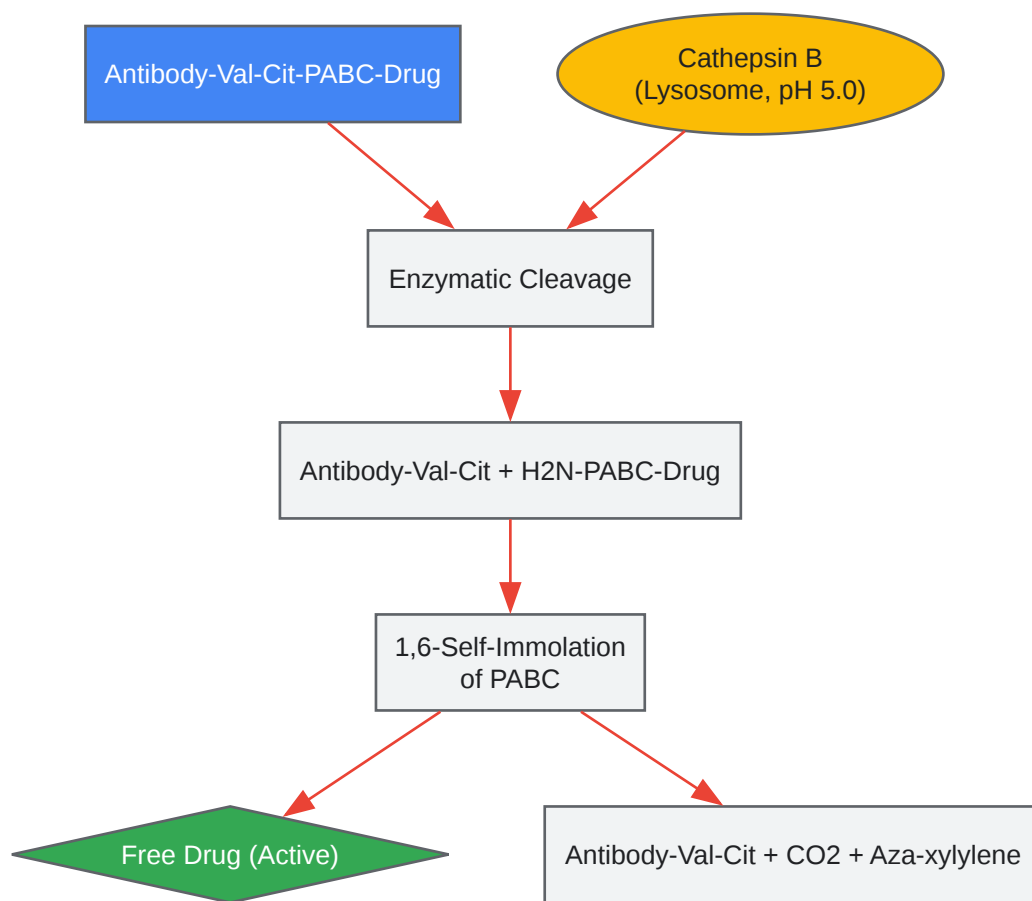 Antibody-Val-Cit-PABC-Drug
Cathepsin B
(Lysosome, pH 5.0)
Enzymatic Cleavage
Antibody-Val-Cit + H2N-PABC-Drug
1,6-Self-Immolation
of PABC
Free Drug (Active)
Antibody-Val-Cit + CO2 + Aza-xylylene